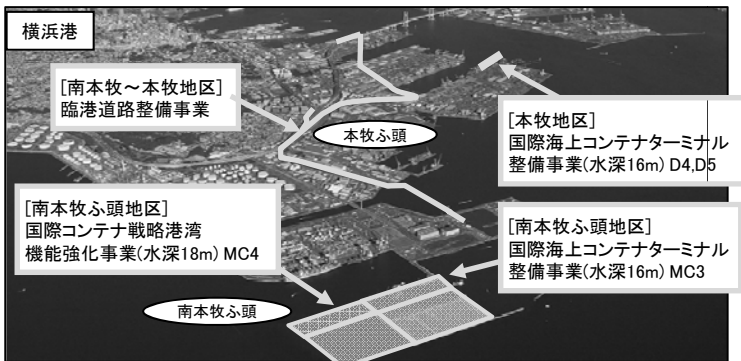 横浜港
[南本牧～本牧地区]
臨港道路整備事業
本牧ふ頭
[本牧地区]
国際海上コンテナターミナル
整備事業(水深16m) D4,D5
[南本牧ふ頭地区]
国際コンテナ戦略港湾
機能強化事業(水深18m) MC4
[南本牧ふ頭地区]
国際海上コンテナターミナル
整備事業(水深16m) MC3
南本牧ふ頭